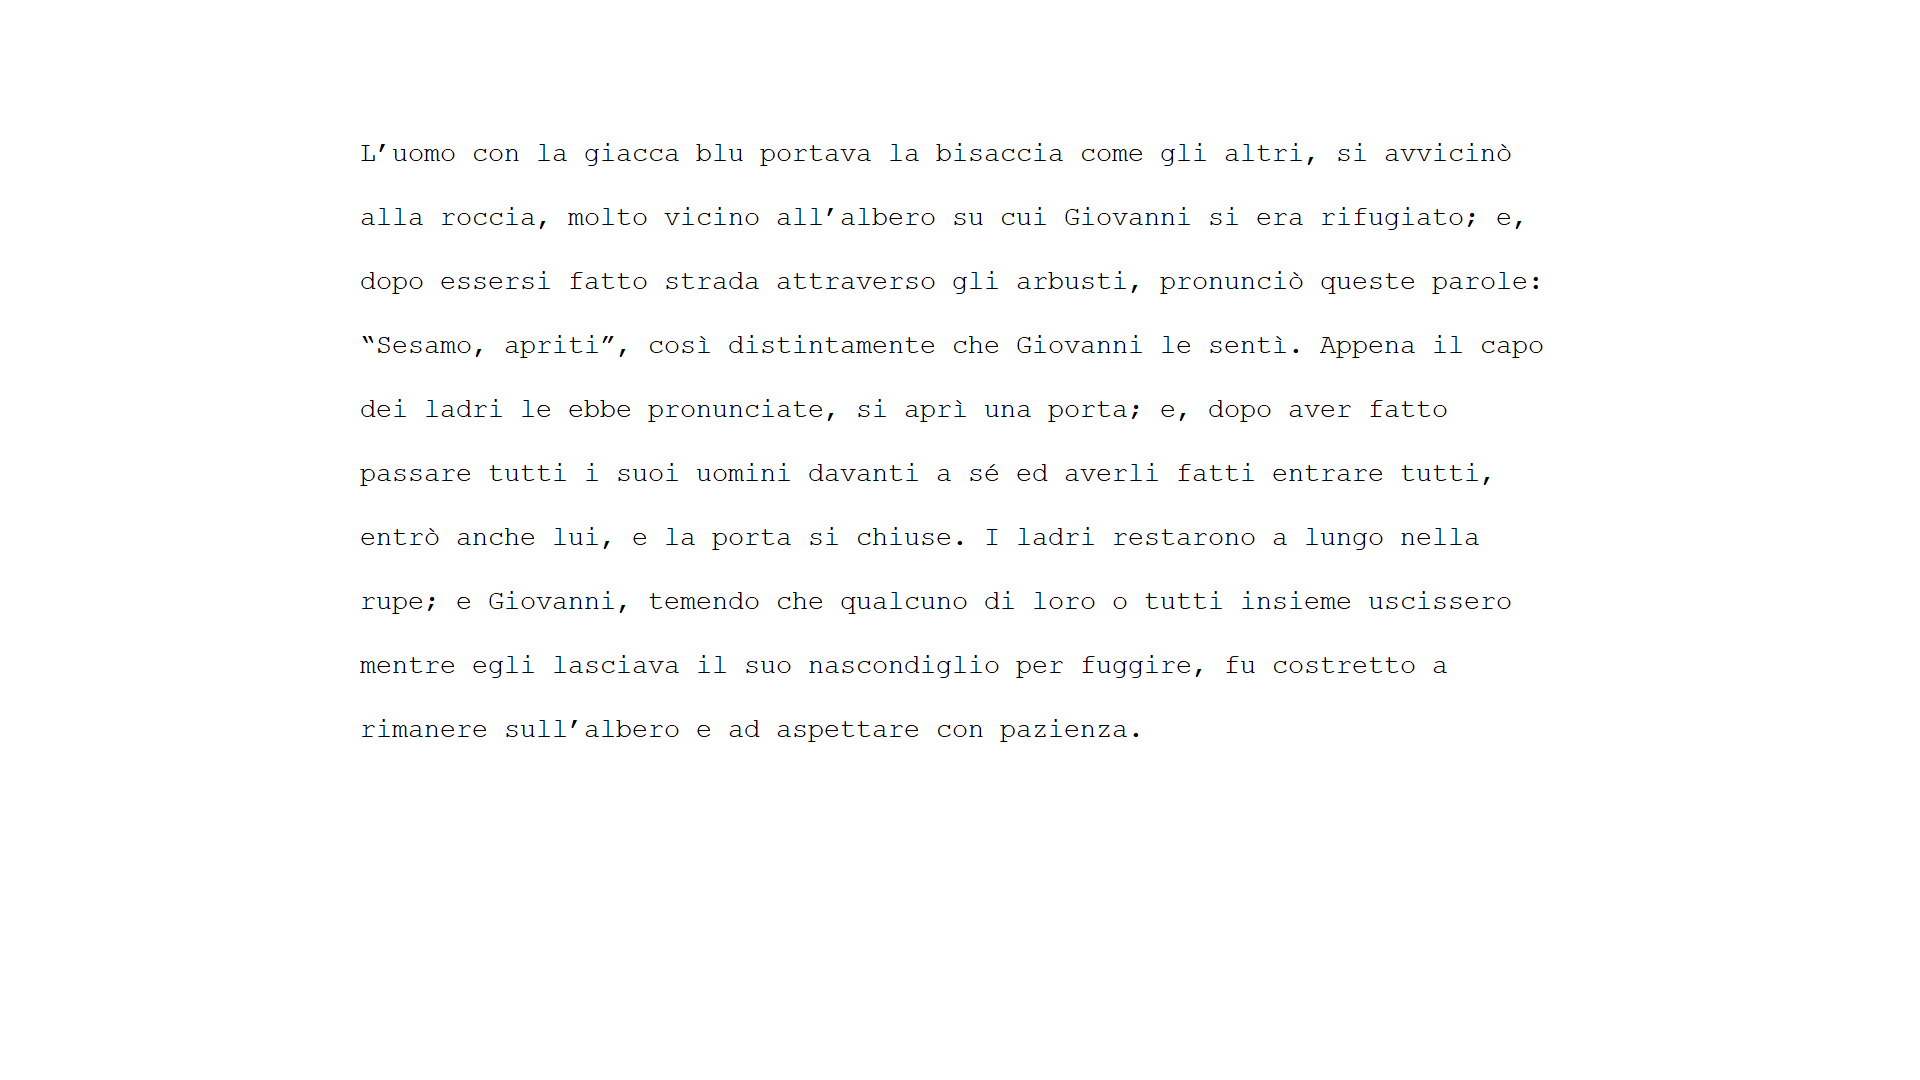 L’uomo con la giacca blu portava la bisaccia come gli altri, si avvicinò
alla roccia, molto vicino all’albero su cui Giovanni si era rifugiato; e,
dopo essersi fatto strada attraverso gli arbusti, pronunciò queste parole:
“Sesamo, apriti”, così distintamente che Giovanni le sentì. Appena il capo
dei ladri le ebbe pronunciate, si aprì una porta; e, dopo aver fatto
passare tutti i suoi uomini davanti a sé ed averli fatti entrare tutti,
entrò anche lui, e la porta si chiuse. I ladri restarono a lungo nella
rupe; e Giovanni, temendo che qualcuno di loro o tutti insieme uscissero
mentre egli lasciava il suo nascondiglio per fuggire, fu costretto a
rimanere sull’albero e ad aspettare con pazienza.